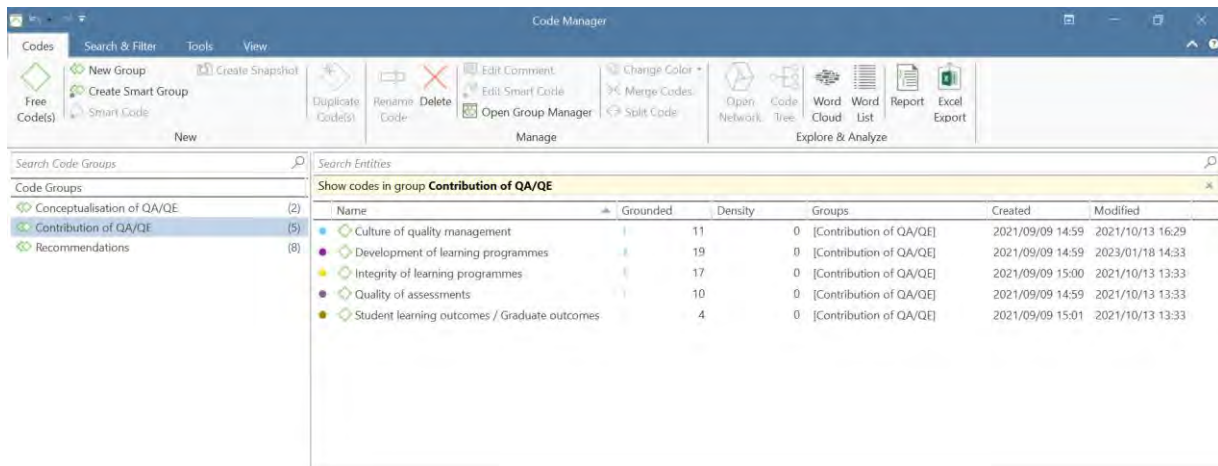 Code Manager
Codes Search & Filter Tools View
Free Code(s)
New Group
Create Smart Group
Smart Code
Create Snapshot
New
Duplicate Code(s)
Rename Code
Delete
Edit Comment
Edit Smart Code
Open Group Manager
Change Color
Merge Codes
Split Code
Manage
Open Network
Code Tree
Word Cloud
Word List
Report
Excel Export
Explore & Analyze
Search Code Groups
Code Groups
Conceptualisation of QA/QE (2)
Contribution of QA/QE (5)
Recommendations (8)
Search Entities
Show codes in group Contribution of QA/QE
Name Grounded Density Groups Created Modified
Culture of quality management 11 0 [Contribution of QA/QE] 2021/09/09 14:59 2021/10/13 16:29
Development of learning programmes 19 0 [Contribution of QA/QE] 2021/09/09 14:59 2023/01/18 14:33
Integrity of learning programmes 17 0 [Contribution of QA/QE] 2021/09/09 15:00 2021/10/13 13:33
Quality of assessments 10 0 [Contribution of QA/QE] 2021/09/09 14:59 2021/10/13 13:33
Student learning outcomes / Graduate outcomes 4 0 [Contribution of QA/QE] 2021/09/09 15:01 2021/10/13 13:33